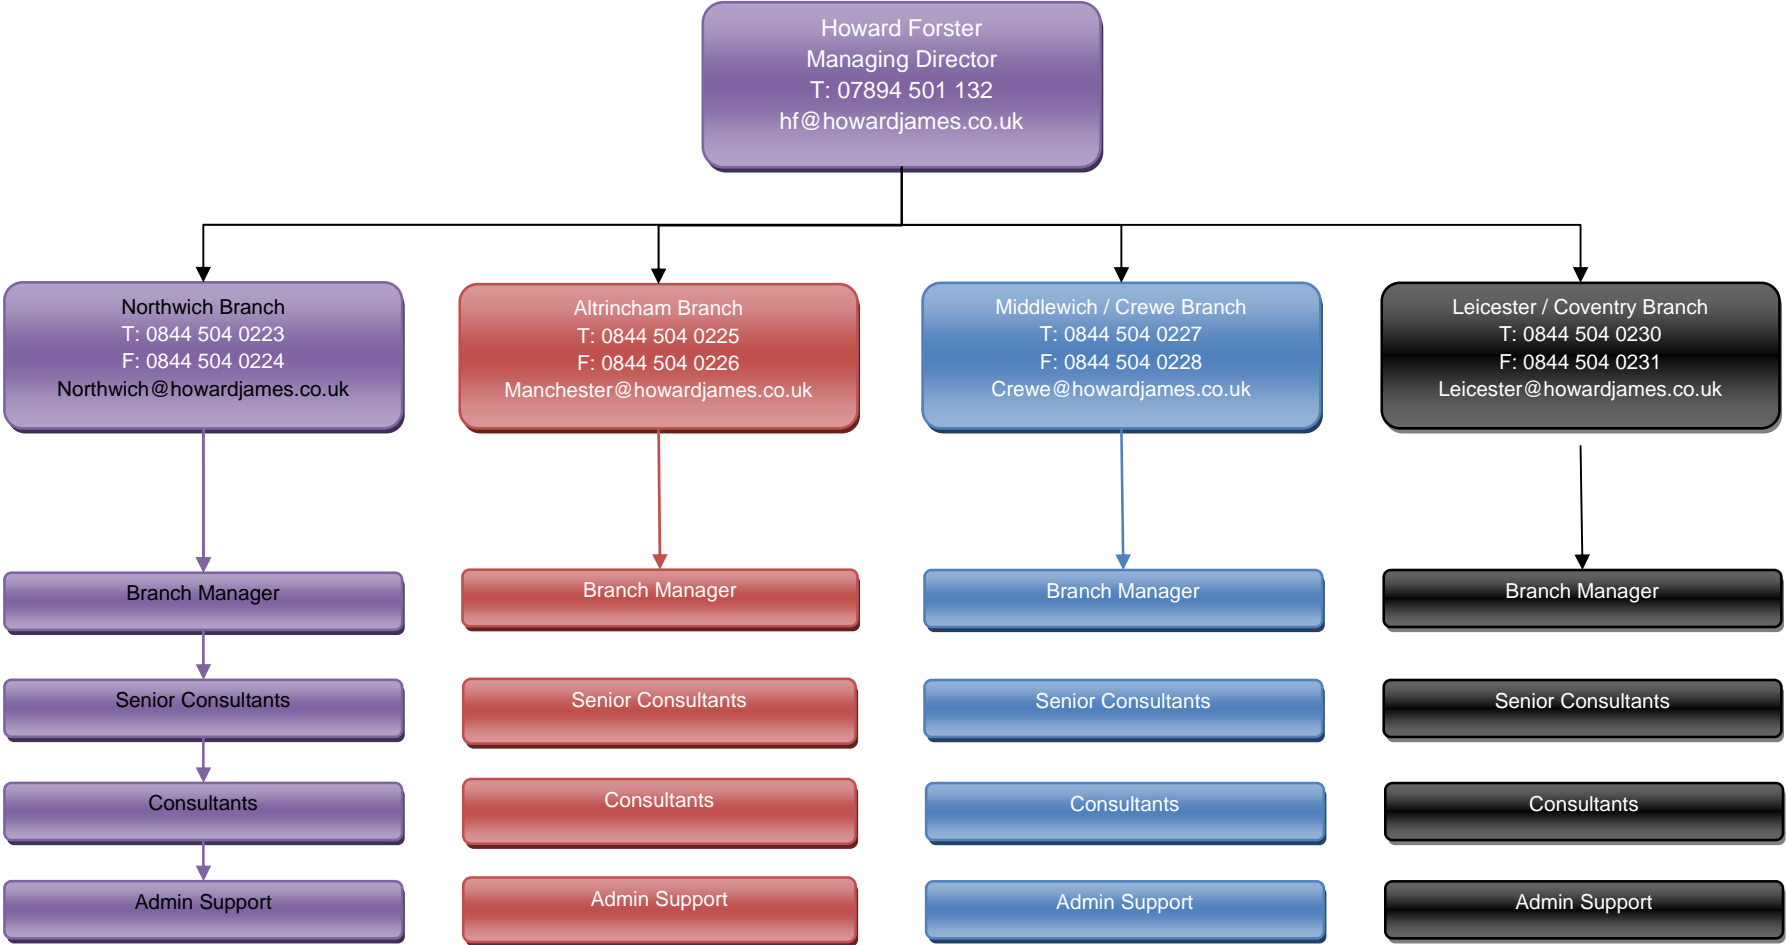 Howard Forster
Managing Director
T: 07894 501 132
hf@howardjames.co.uk
Northwich Branch
T: 0844 504 0223
F: 0844 504 0224
Northwich@howardjames.co.uk
Altrincham Branch
T: 0844 504 0225
F: 0844 504 0226
Manchester@howardjames.co.uk
Middlewich / Crewe Branch
T: 0844 504 0227
F: 0844 504 0228
Crewe@howardjames.co.uk
Leicester / Coventry Branch
T: 0844 504 0230
F: 0844 504 0231
Leicester@howardjames.co.uk
Branch Manager
Branch Manager
Branch Manager
Branch Manager
Senior Consultants
Senior Consultants
Senior Consultants
Senior Consultants
Consultants
Consultants
Consultants
Consultants
Admin Support
Admin Support
Admin Support
Admin Support